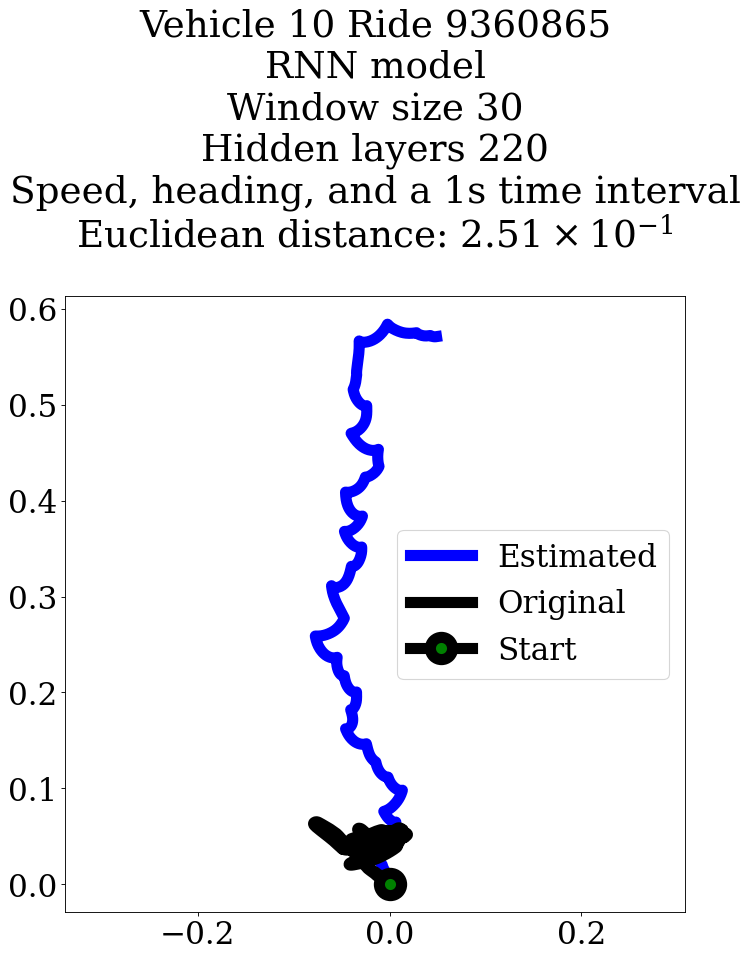 Vehicle 10 Ride 9360865
RNN model
Window size 30
Hidden layers 220
Speed, heading, and a 1s time interval
Euclidean distance: 2.51 × 10⁻¹
0.6
0.5
0.4
0.3
0.2
0.1
0.0
Estimated
Original
Start
−0.2 0.0 0.2